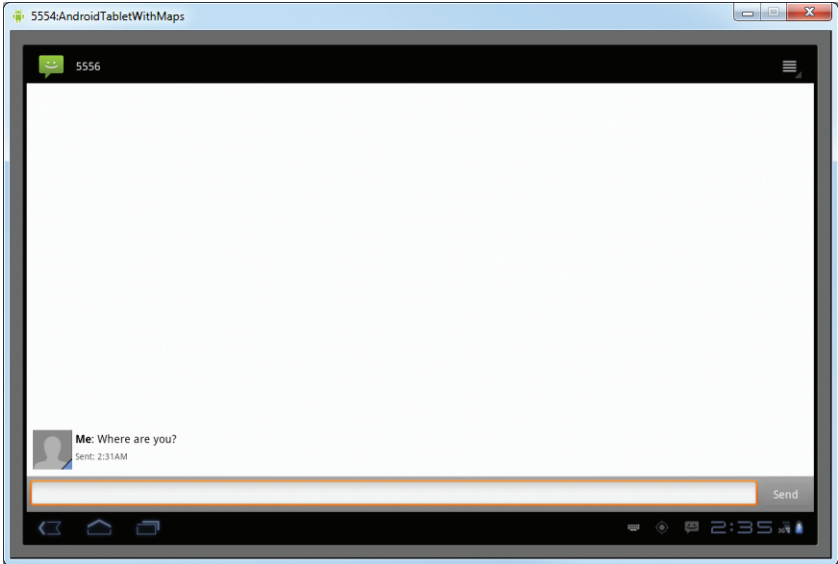 5554:AndroidTabletWithMaps
5556
Me: Where are you?
Sent: 2:31AM
Send
2:35